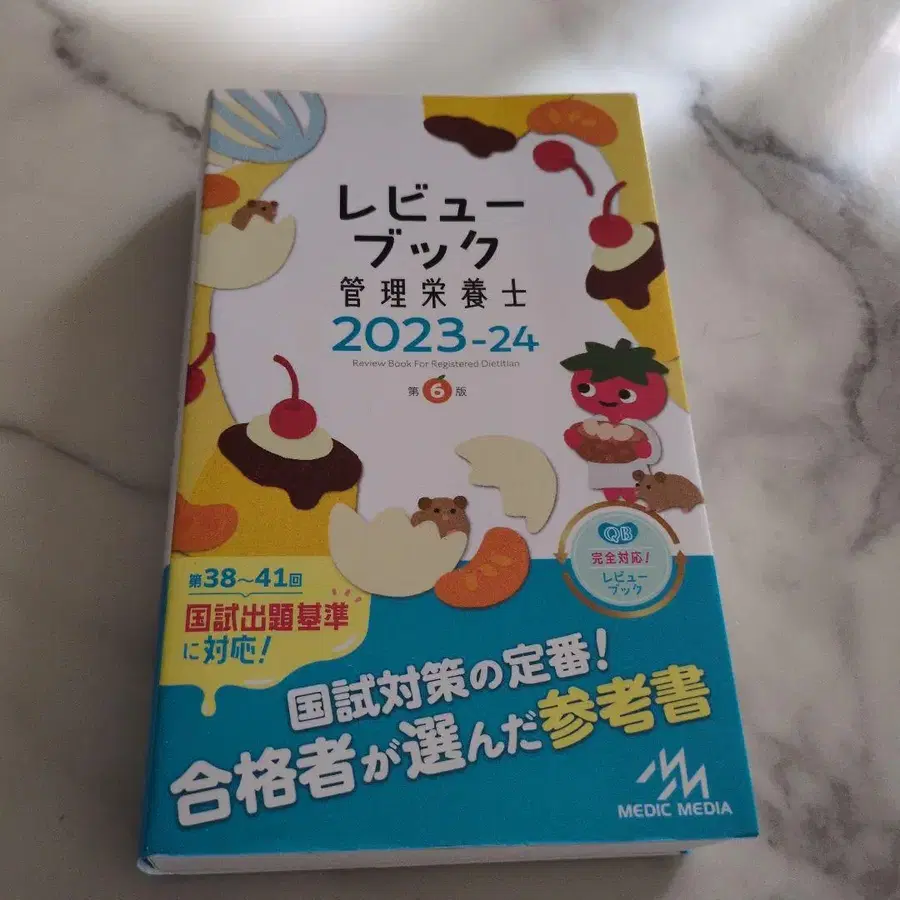 レビュー
ブック
管理栄養士
2023-24
Review Book For Registered Dietitian
第6版
QB
完全対応!
レビュー
ブック
第38~41回
国試出題基準
に対応!
国試対策の定番!
合格者が選んだ参考書
MEDIC MEDIA